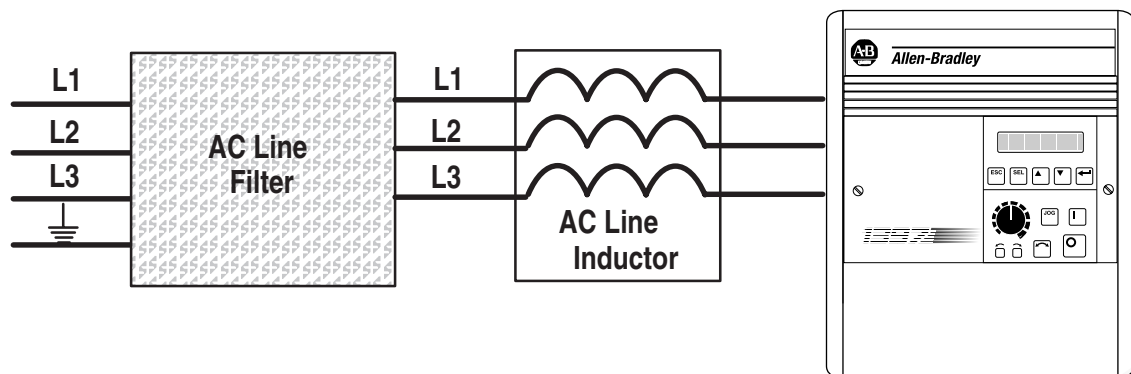 L1
L2
L3
AC Line
Filter
L1
L2
L3
AC Line
Inductor
AB
Allen-Bradley
ESC
SEL
JOG